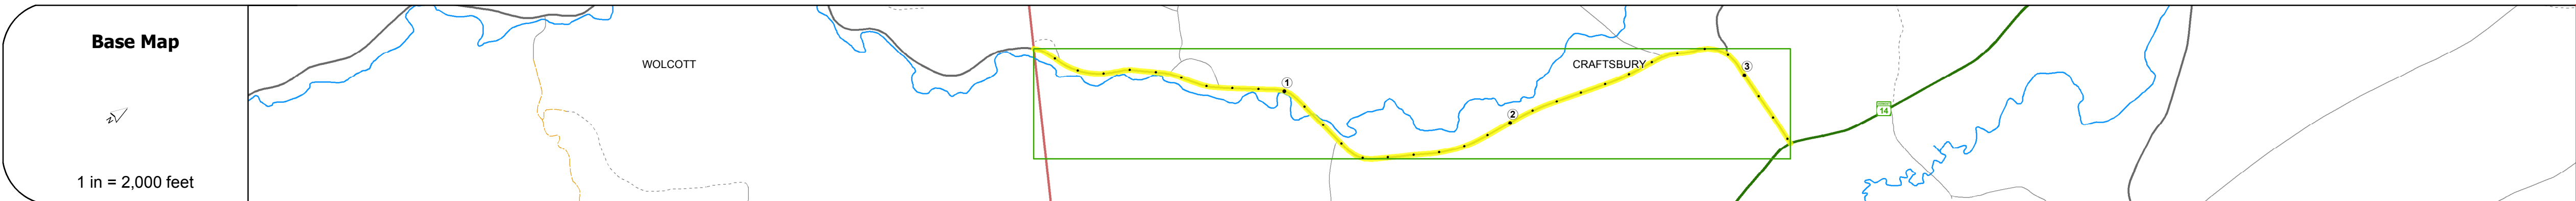 Base Map
N
1 in = 2,000 feet
WOLCOTT
1
2
CRAFTSBURY
3
14